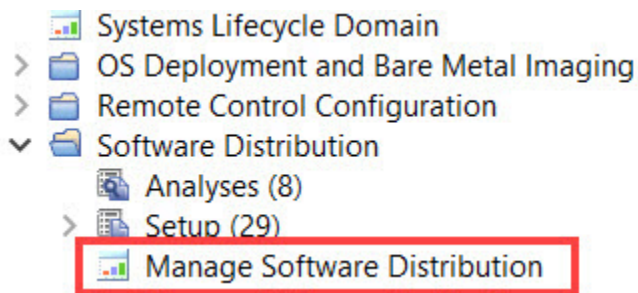 Systems Lifecycle Domain
OS Deployment and Bare Metal Imaging
Remote Control Configuration
Software Distribution
Analyses (8)
Setup (29)
Manage Software Distribution